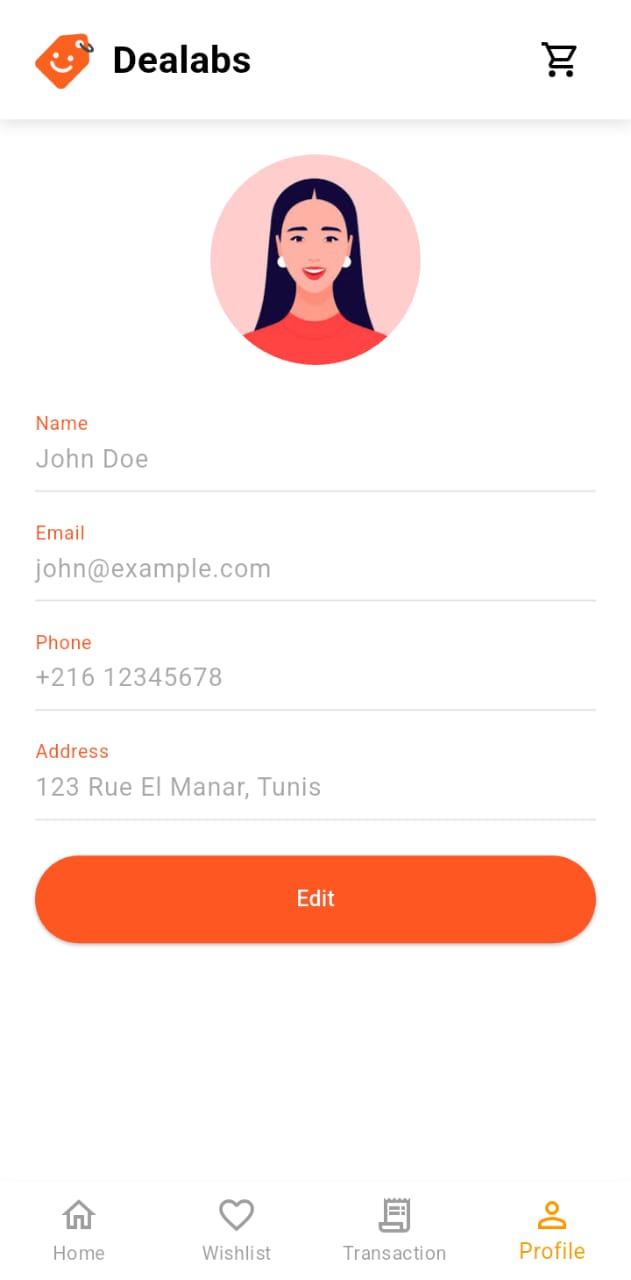 Dealabs
Name
John Doe
Email
john@example.com
Phone
+216 12345678
Address
123 Rue El Manar, Tunis
Edit
Home
Wishlist
Transaction
Profile